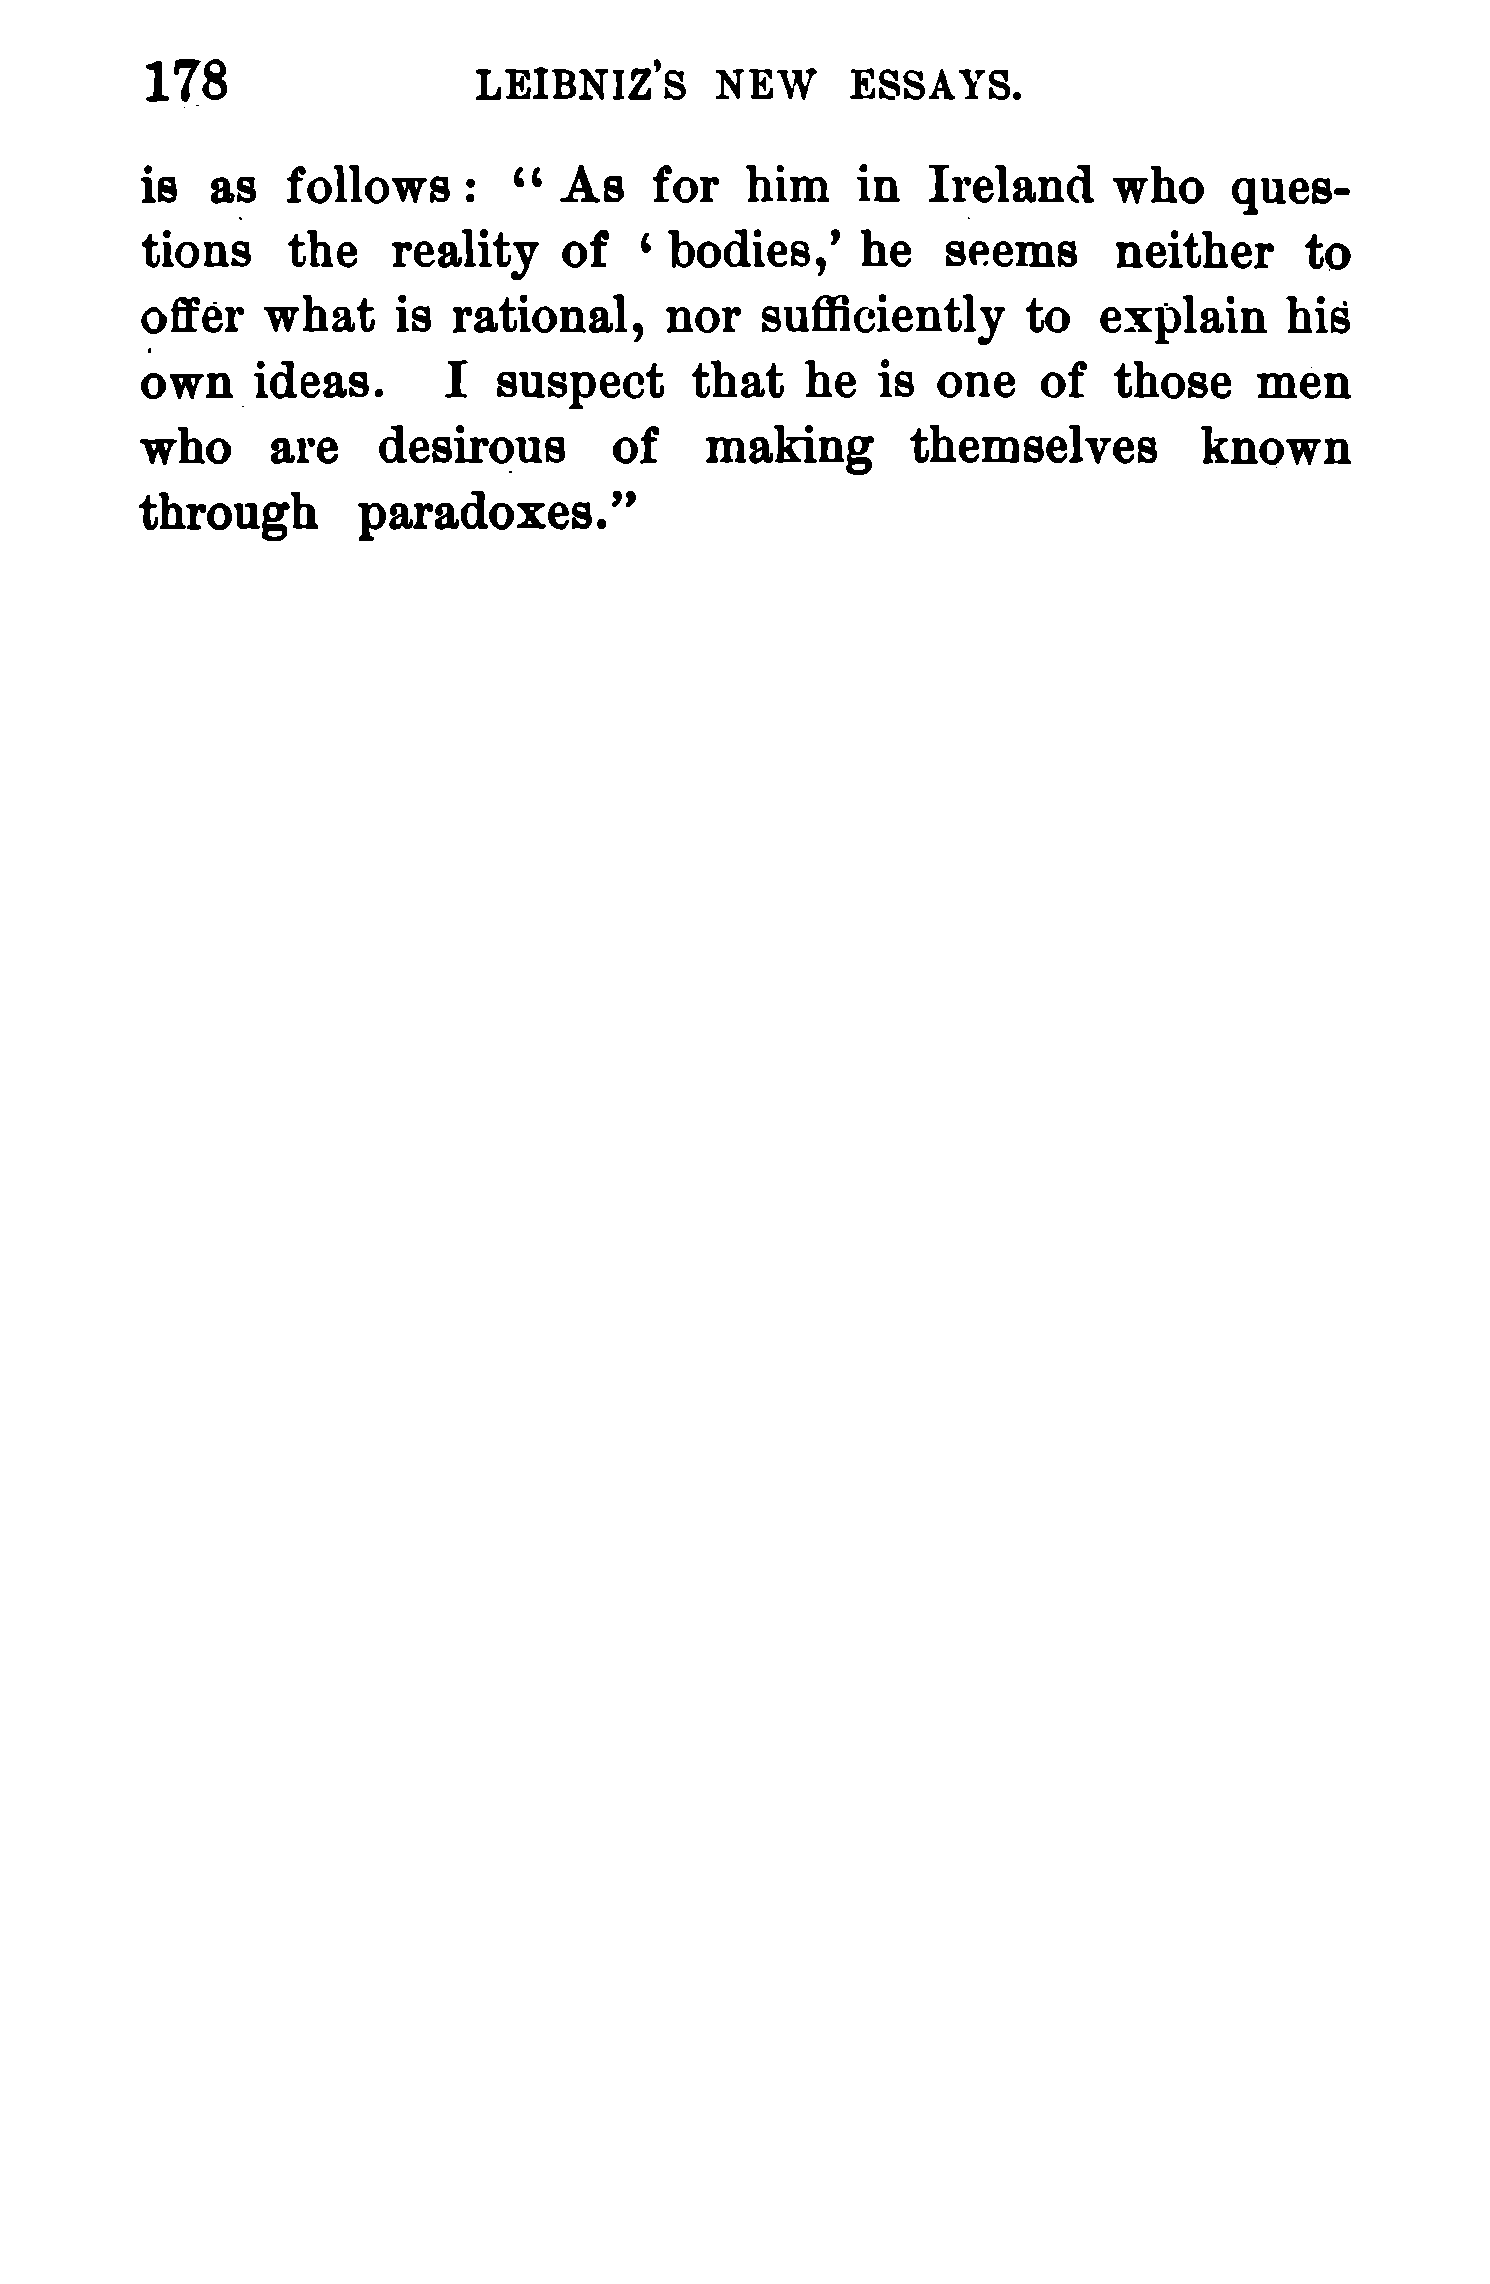 178 LEIBNIZ'S NEW ESSAYS.
is as follows: “As for him in Ireland who ques-
tions the reality of ‘bodies,’ he seems neither to
offer what is rational, nor sufficiently to explain his
own ideas. I suspect that he is one of those men
who are desirous of making themselves known
through paradoxes.”